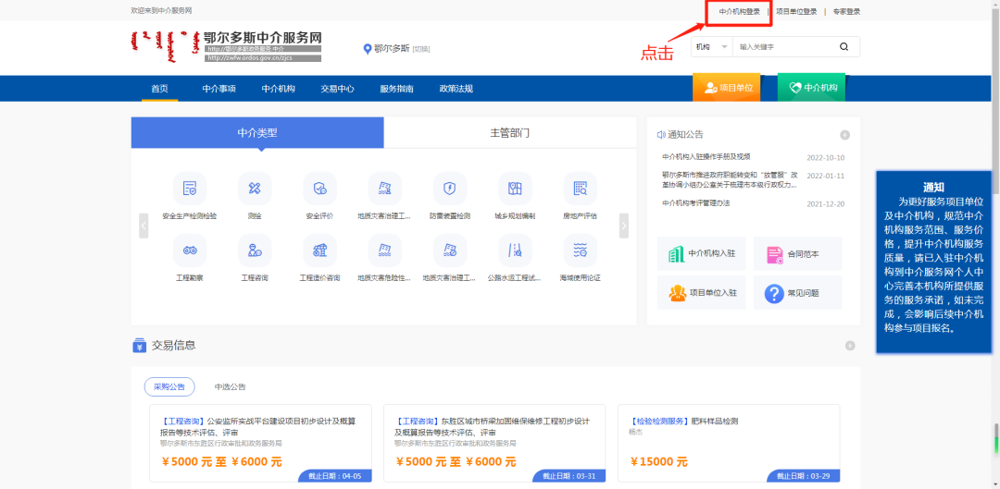 欢迎来到中介服务网
中介机构登录 | 项目单位登录 | 专家登录
点击
鄂尔多斯中介服务网
http://鄂尔多斯政务服务.中介
http://zwfw.ordos.gov.cn/zjcs
鄂尔多斯 [切换]
机构 输入关键字
首页 中介事项 中介机构 交易中心 服务指南 政策法规
项目单位 中介机构
中介类型 主管部门
安全生产检测检验 测绘 安全评价 地质灾害治理工... 防雷装置检测 城乡规划编制 房地产评估
工程勘察 工程咨询 工程造价咨询 地质灾害危险性... 地质灾害治理工... 公路水运工程试... 海域使用论证
通知公告
中介机构入驻操作手册及视频 2022-10-10
鄂尔多斯市推进政府职能转变和“放管服”改 2022-01-11
革协调小组办公室关于梳理市本级行政权力...
中介机构考评管理办法 2021-12-20
中介机构入驻 合同范本
项目单位入驻 常见问题
通知
为更好服务项目单位
及中介机构，规范中介
机构服务范围、服务价
格，提升中介机构服务
质量，请已入驻中介机
构到中介服务网个人中
心完善本机构所提供服
务的服务承诺，如未完
成，会影响后续中介机
构参与项目报名。
交易信息
采购公告 中选公告
【工程咨询】公安监所实战平台建设项目初步设计及概算
报告等技术评估、评审
鄂尔多斯市东胜区行政审批和政务服务局
￥5000 元 至 ￥6000 元
截止日期：04-05
【工程咨询】东胜区城市桥梁加固维保维修工程初步设计
及概算报告等技术评估、评审
鄂尔多斯市东胜区行政审批和政务服务局
￥5000 元 至 ￥6000 元
截止日期：03-31
【检验检测服务】肥料样品检测
杨杰
￥15000 元
截止日期：03-29